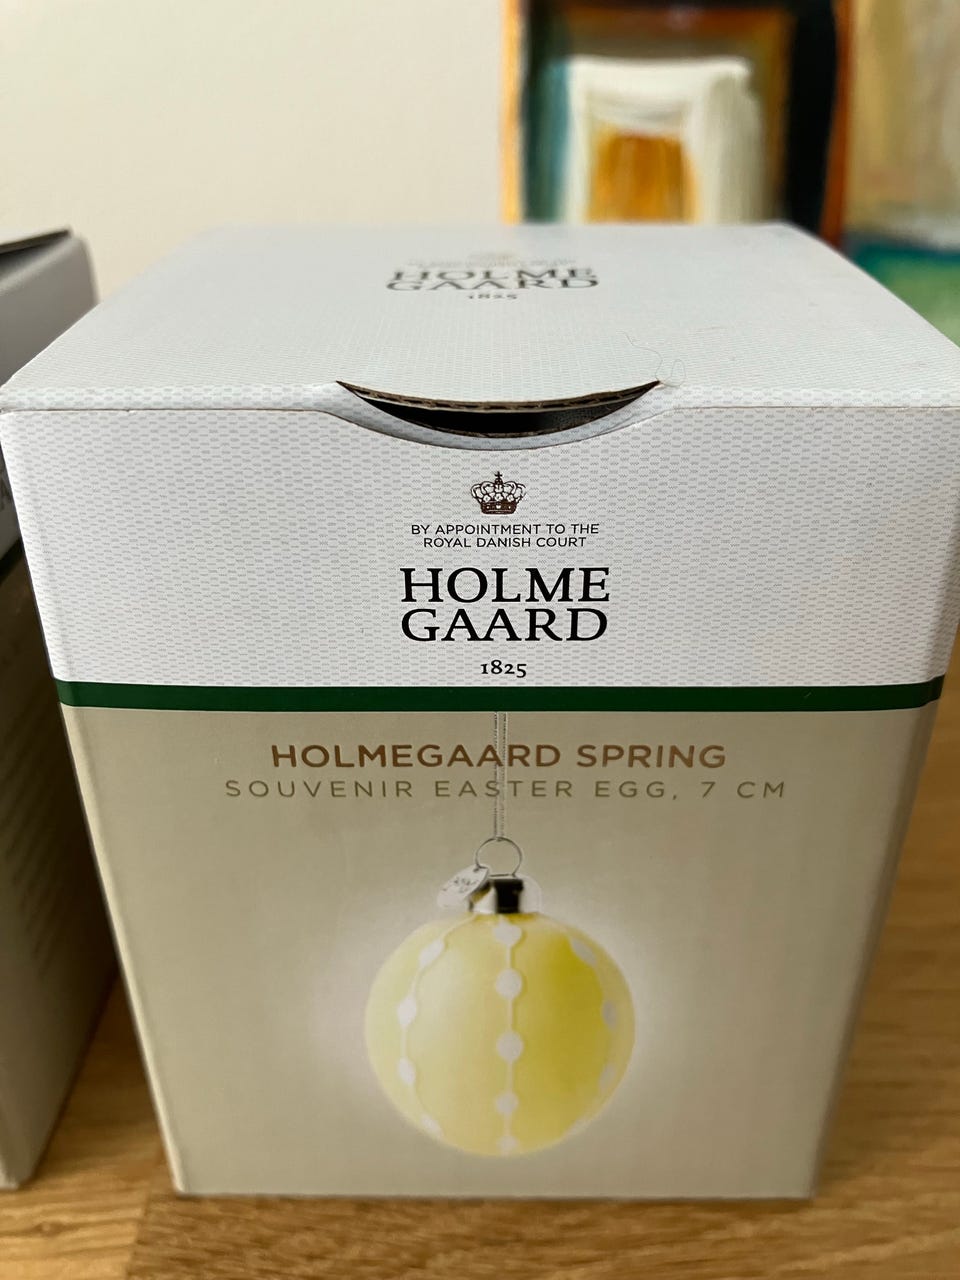 HOLME
GAARD
1825
BY APPOINTMENT TO THE
ROYAL DANISH COURT
HOLME
GAARD
1825
HOLMEGAARD SPRING
SOUVENIR EASTER EGG, 7 CM